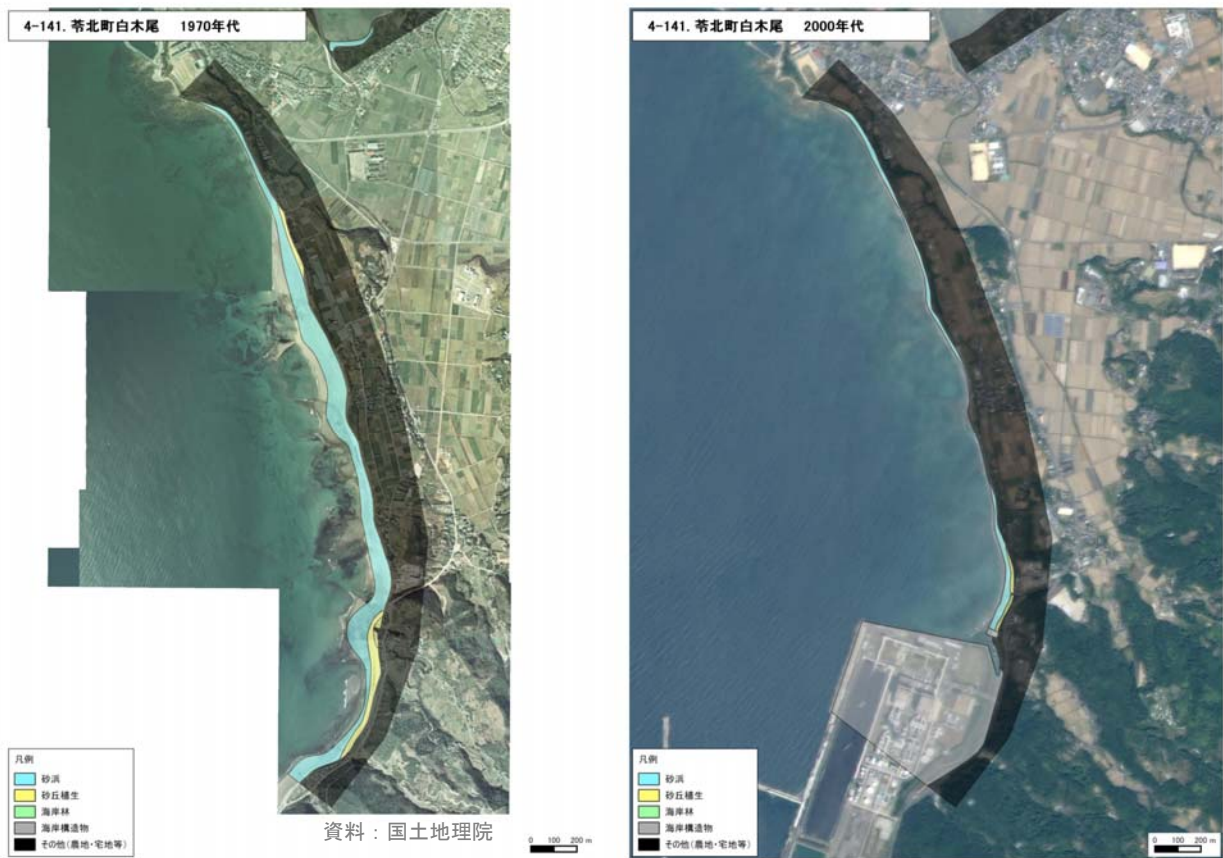 4-141. 苓北町白木尾　1970年代
凡例
砂浜
砂丘植生
海岸林
海岸構造物
その他(農地・宅地等)
資料：国土地理院
0 100 200 m
4-141. 苓北町白木尾　2000年代
凡例
砂浜
砂丘植生
海岸林
海岸構造物
その他(農地・宅地等)
0 100 200 m